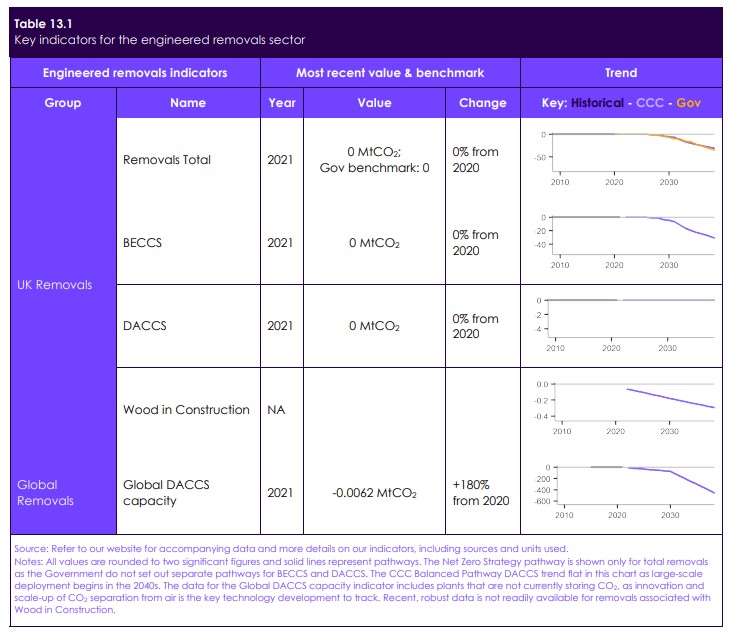 Table 13.1
Key indicators for the engineered removals sector
Engineered removals indicators
Most recent value & benchmark
Trend
Group
Name
Year
Value
Change
Key: Historical - CCC - Gov
UK Removals
Removals Total
2021
0 MtCO₂;
Gov benchmark: 0
0% from
2020
0
-50
2010
2020
2030
BECCS
2021
0 MtCO₂
0% from
2020
0
-20
-40
2010
2020
2030
DACCS
2021
0 MtCO₂
0% from
2020
0
-2
-4
2010
2020
2030
Wood in Construction
NA
0.0
-0.2
-0.4
2010
2020
2030
Global
Removals
Global DACCS
capacity
2021
-0.0062 MtCO₂
+180%
from 2020
0
-200
-400
-600
2010
2020
2030
Source: Refer to our website for accompanying data and more details on our indicators, including sources and units used.
Notes: All values are rounded to two significant figures and solid lines represent pathways. The Net Zero Strategy pathway is shown only for total removals
as the Government do not set out separate pathways for BECCS and DACCS. The CCC Balanced Pathway DACCS trend flat in this chart as large-scale
deployment begins in the 2040s. The data for the Global DACCS capacity indicator includes plants that are not currently storing CO₂, as innovation and
scale-up of CO₂ separation from air is the key technology development to track. Recent, robust data is not readily available for removals associated with
Wood in Construction.